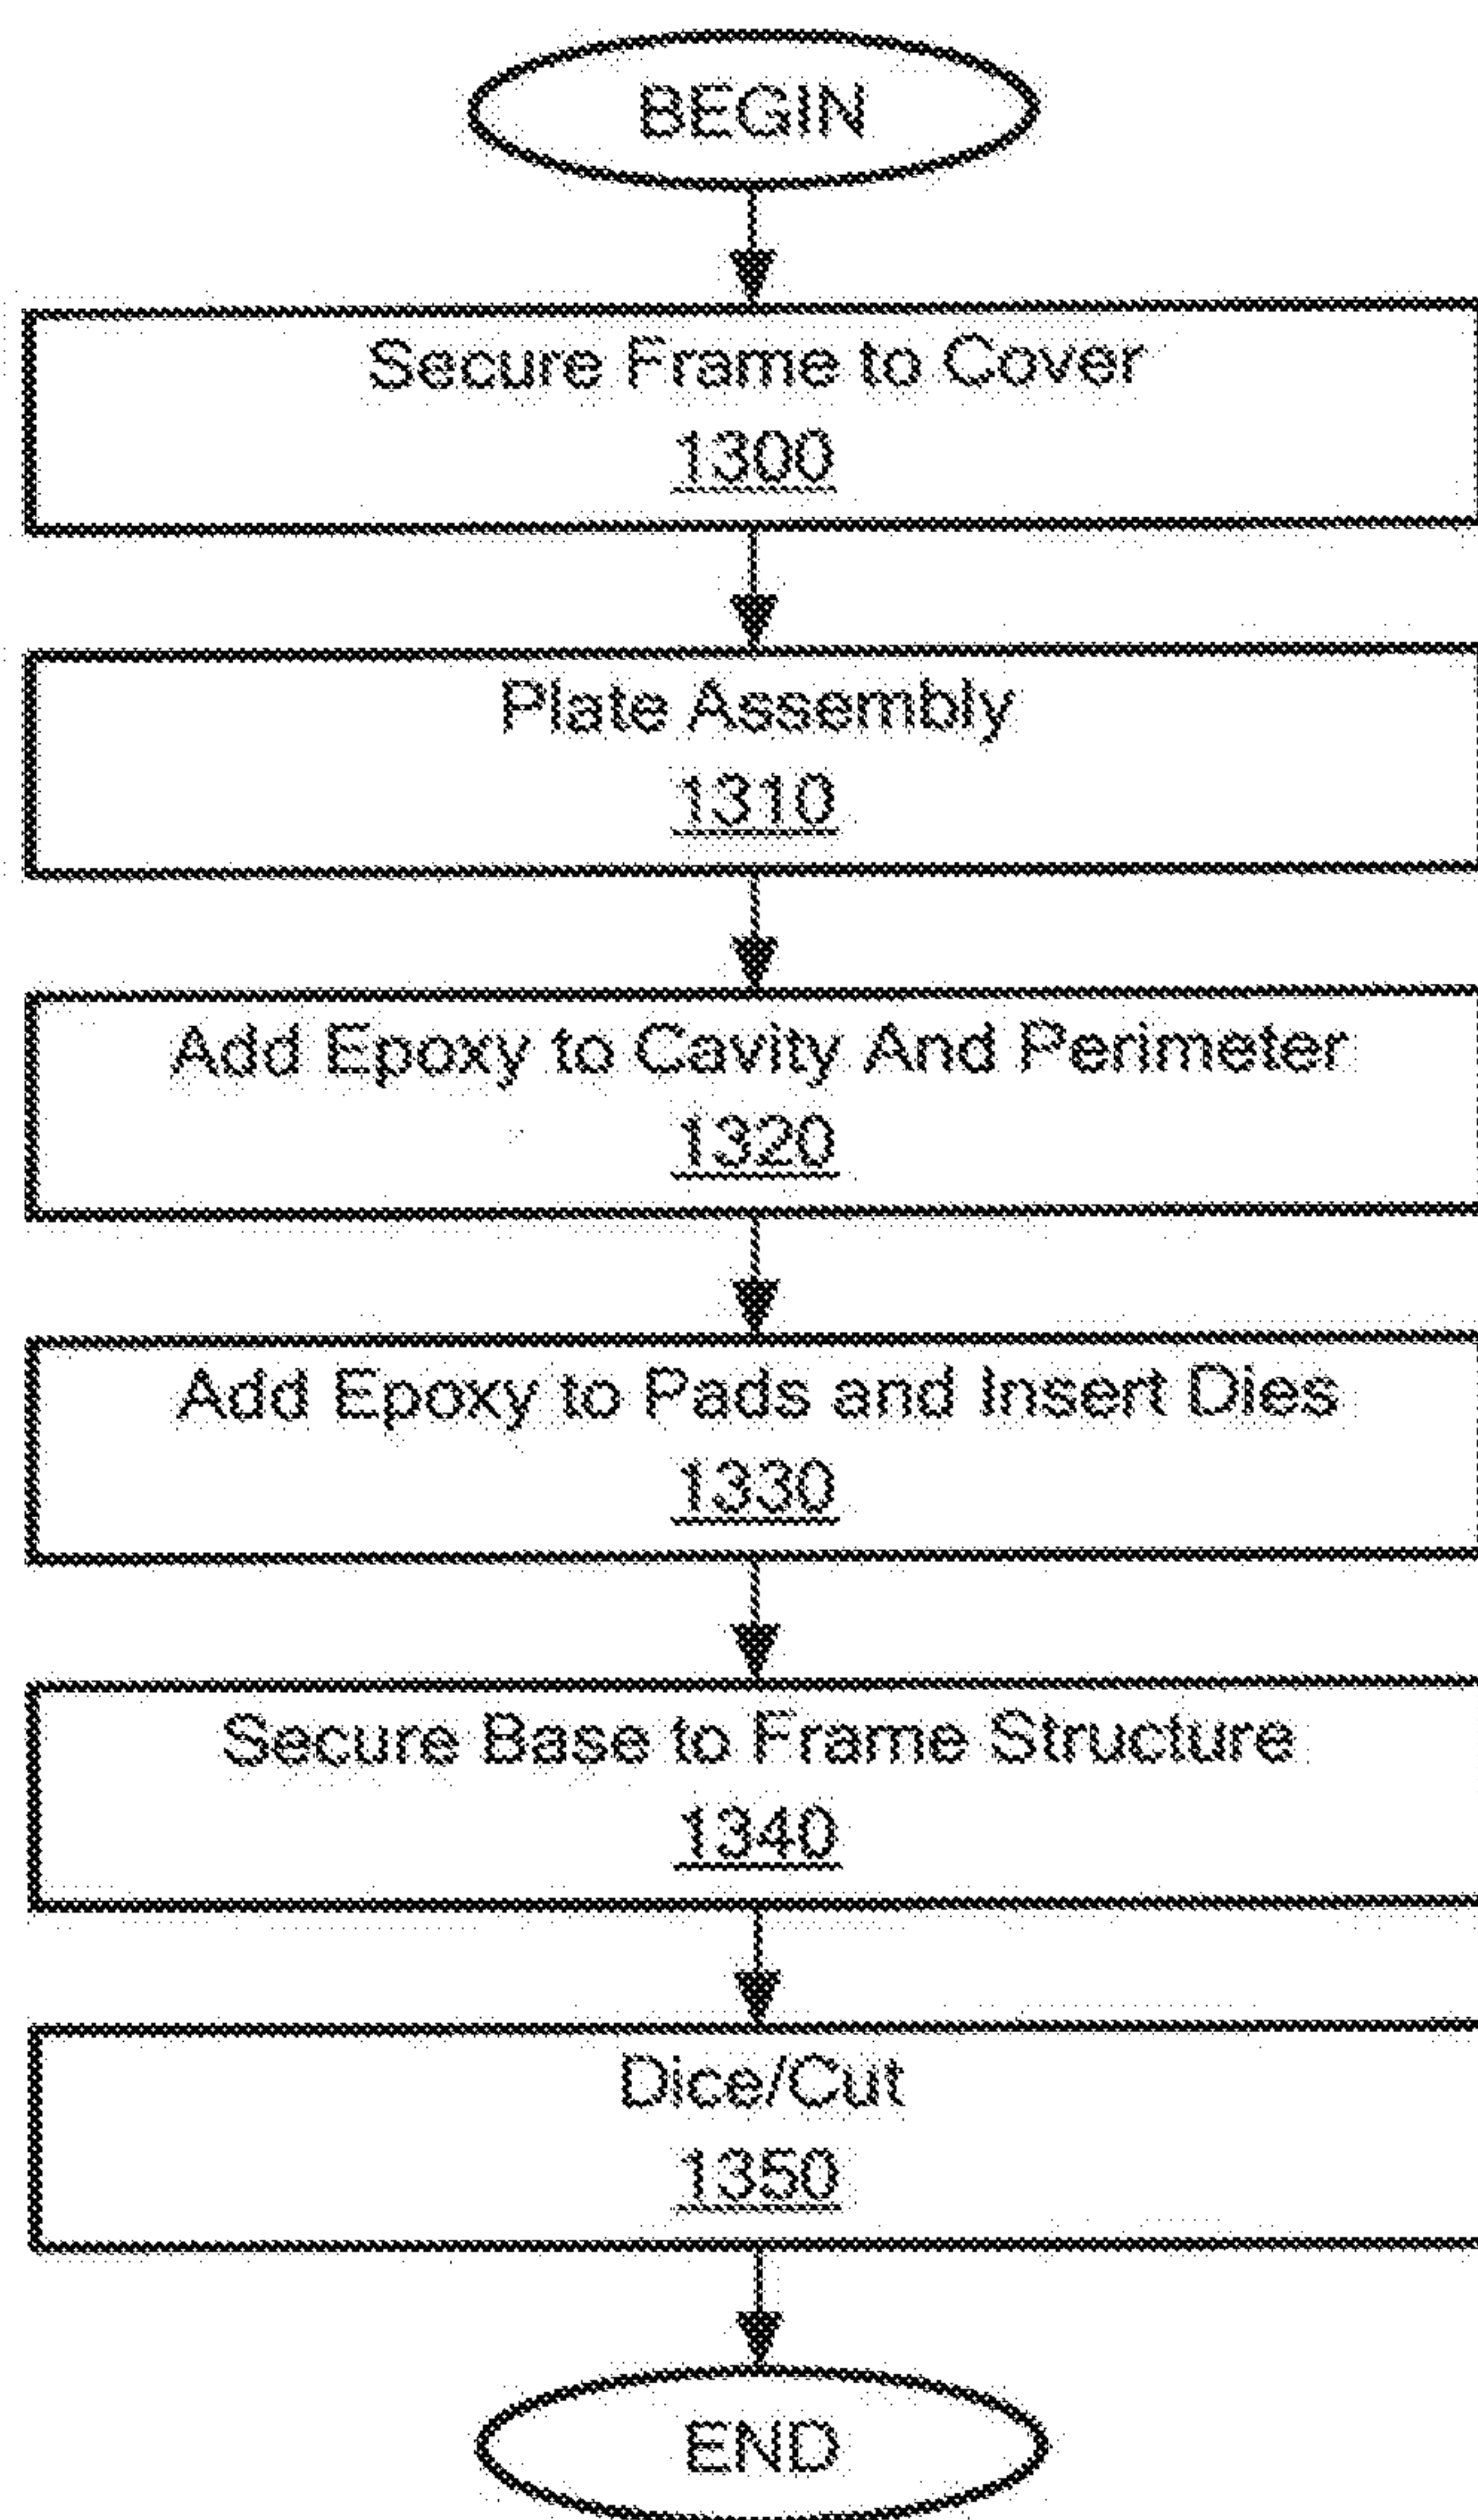 BEGIN
Secure Frame to Cover
1300
Plate Assembly
1310
Add Epoxy to Cavity And Perimeter
1320
Add Epoxy to Pads and Insert Dies
1330
Secure Base to Frame Structure
1340
Dice/Cut
1350
END